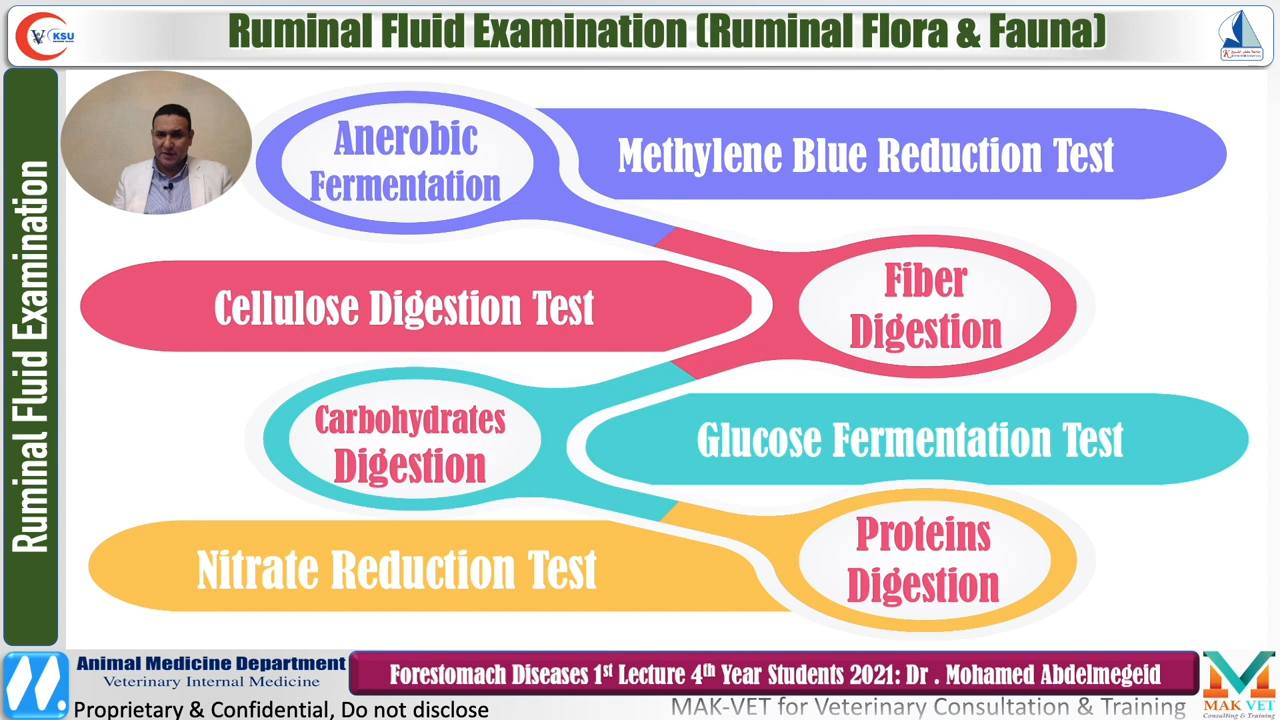 KSU
Ruminal Fluid Examination (Ruminal Flora & Fauna)
Ruminal Fluid Examination
Anerobic
Fermentation
Methylene Blue Reduction Test
Cellulose Digestion Test
Fiber
Digestion
Carbohydrates
Digestion
Glucose Fermentation Test
Nitrate Reduction Test
Proteins
Digestion
Animal Medicine Department
Veterinary Internal Medicine
Forestomach Diseases 1st Lecture 4th Year Students 2021: Dr . Mohamed Abdelmegeid
Proprietary & Confidential, Do not disclose
MAK-VET for Veterinary Consultation & Training
MAK VET
Consulting & Training